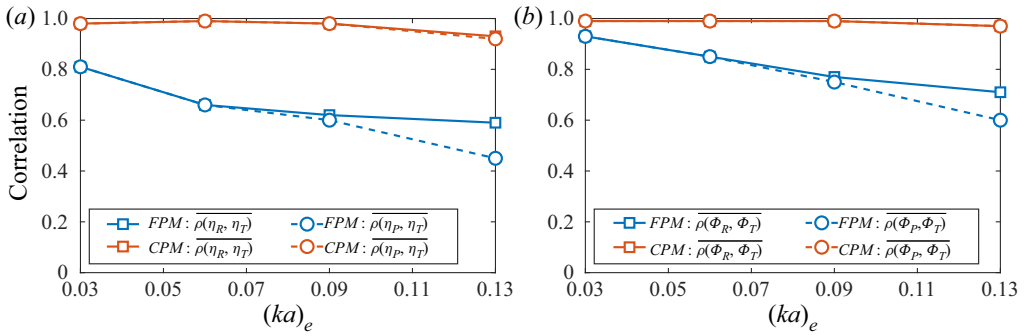 (a)
1.0
0.8
0.6
0.4
0.2
0
Correlation
FPM : ρ(η_R, η_T)
FPM : ρ(η_P, η_T)
CPM : ρ(η_R, η_T)
CPM : ρ(η_P, η_T)
0.03 0.05 0.07 0.09 0.11 0.13
(ka)_e
(b)
1.0
0.8
0.6
0.4
0.2
0
FPM : ρ(Φ_R, Φ_T)
FPM : ρ(Φ_P,Φ_T)
CPM : ρ(Φ_R, Φ_T)
CPM : ρ(Φ_P, Φ_T)
0.03 0.05 0.07 0.09 0.11 0.13
(ka)_e